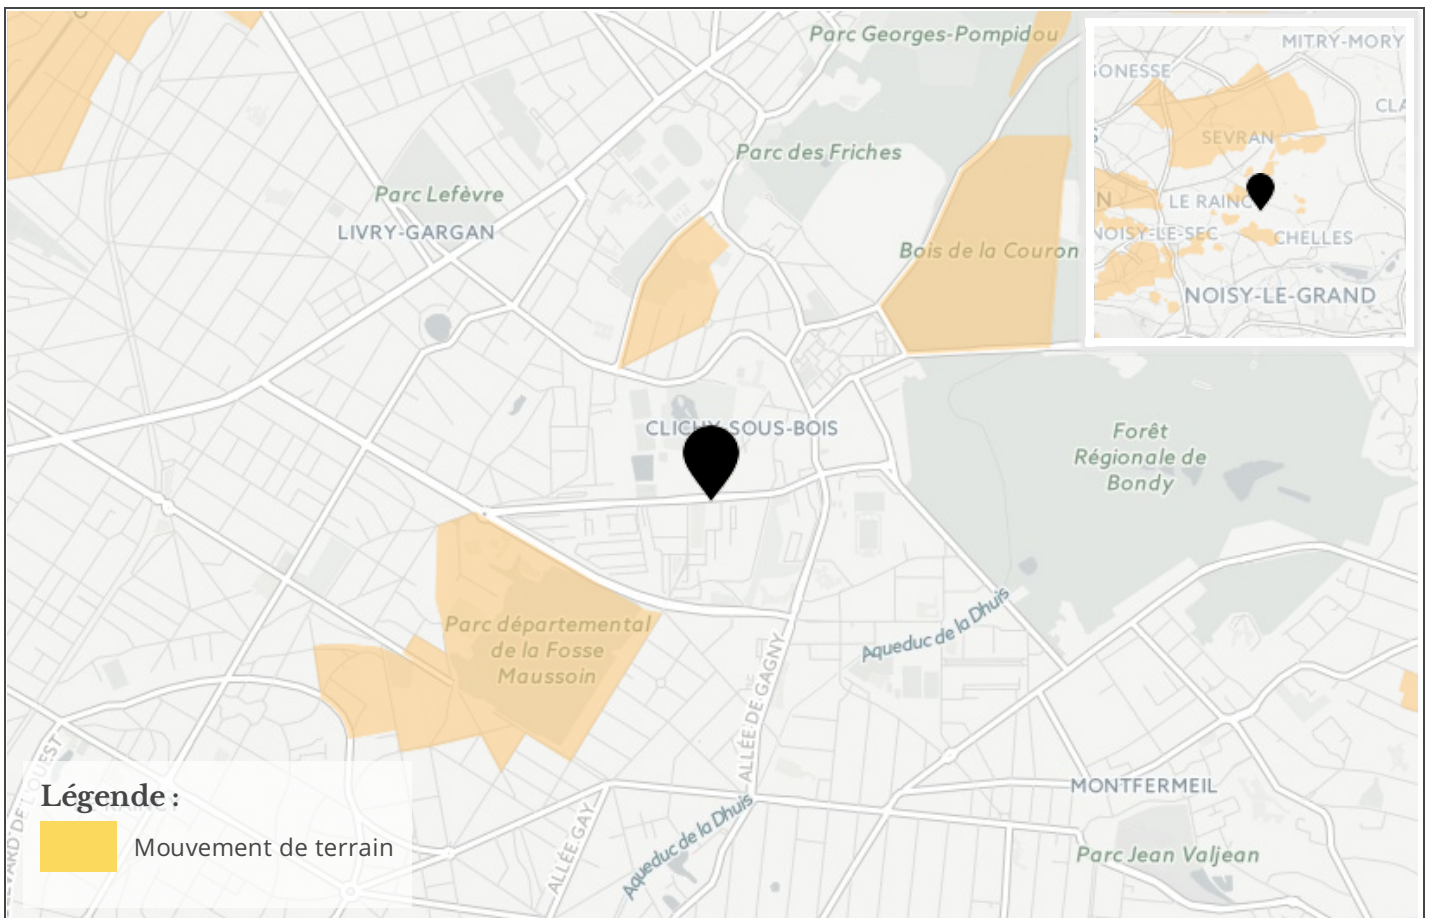 Parc Georges-Pompidou
Parc des Friches
Parc Lefèvre
LIVRY-GARGAN
Bois de la Couron
CLICHY-SOUS-BOIS
Forêt
Régionale de
Bondy
Parc départemental
de la Fosse
Maussoin
Aqueduc de la Dhuis
ALLÉE DE GAGNY
MONTFERMEIL
Aqueduc de la Dhuis
ALLÉE GAY
Parc Jean Valjean
Légende :
Mouvement de terrain
MITRY-MORY
SONESSE
CLA
SEVRAN
LE RAINC
NOISY-LE-SEC
CHELLES
NOISY-LE-GRAND